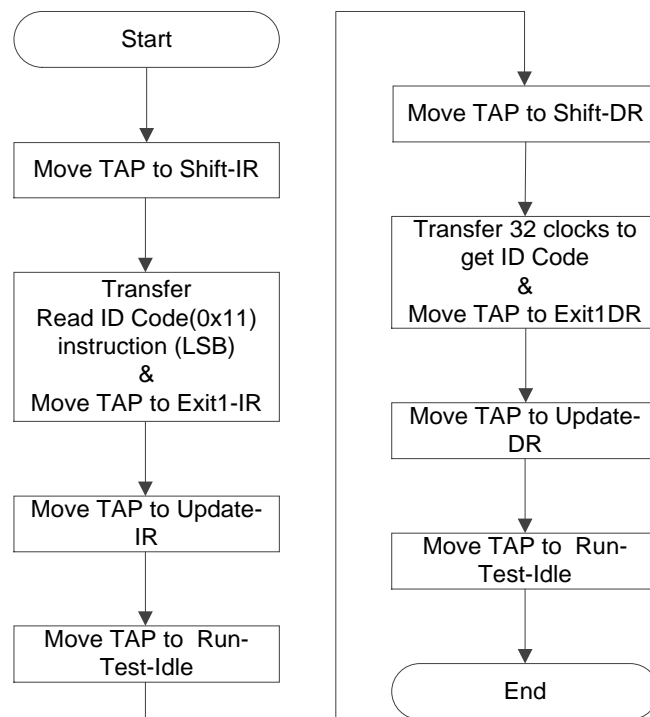 Start
Move TAP to Shift-IR
Transfer
Read ID Code(0x11)
instruction (LSB)
&
Move TAP to Exit1-IR
Move TAP to Update-
IR
Move TAP to  Run-
Test-Idle
Move TAP to Shift-DR
Transfer 32 clocks to
get ID Code
&
Move TAP to Exit1DR
Move TAP to Update-
DR
Move TAP to  Run-
Test-Idle
End